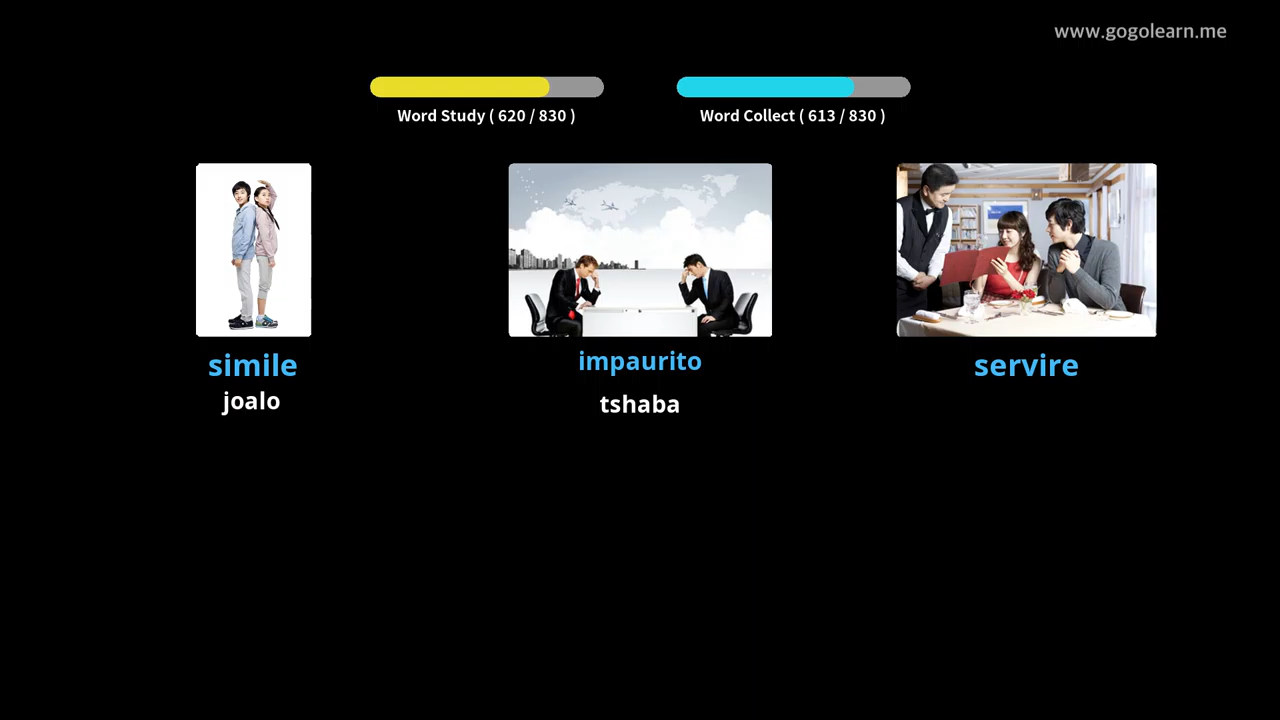 www.gogolearn.me
Word Study ( 620 / 830 )
Word Collect ( 613 / 830 )
simile
joalo
impaurito
tshaba
servire